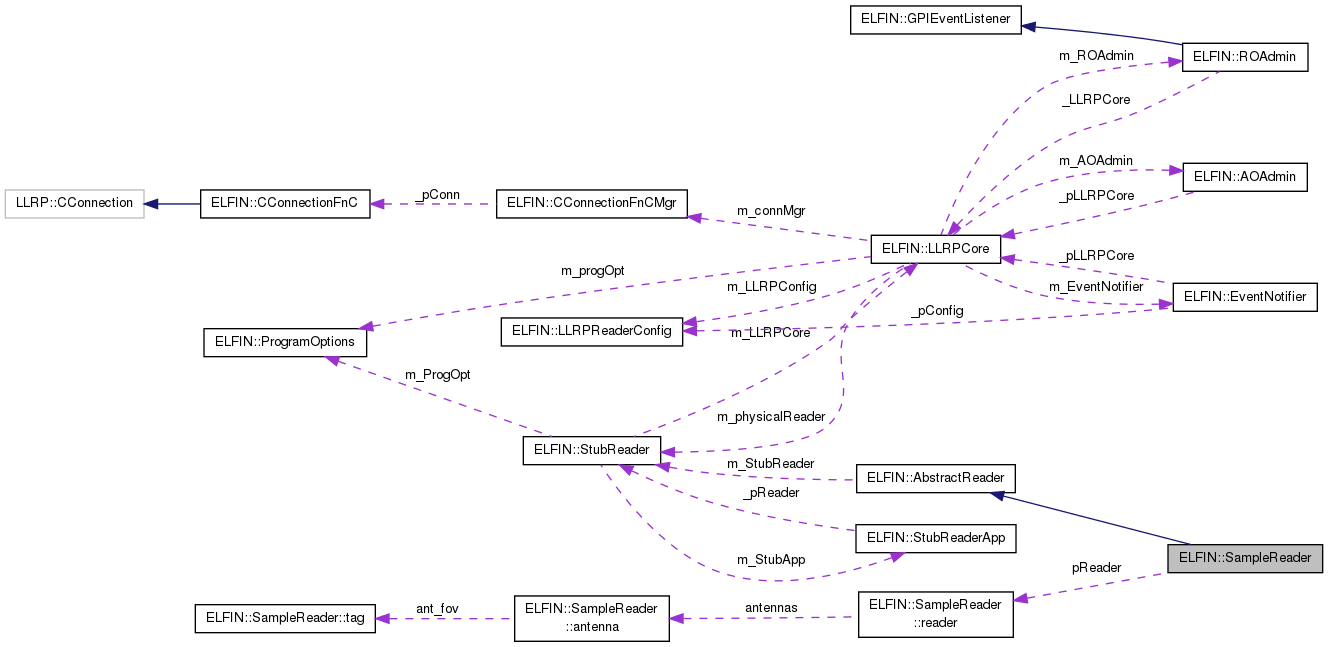 ELFIN::GPIEventListener
m_ROAdmin
ELFIN::ROAdmin
_LLRPCore
m_AOAdmin
ELFIN::AOAdmin
_pLLRPCore
LLRP::CConnection
ELFIN::CConnectionFnC
_pConn
ELFIN::CConnectionFnCMgr
m_connMgr
ELFIN::LLRPCore
_pLLRPCore
m_progOpt
m_LLRPConfig
m_EventNotifier
ELFIN::EventNotifier
_pConfig
ELFIN::ProgramOptions
ELFIN::LLRPReaderConfig
m_LLRPCore
m_ProgOpt
m_physicalReader
ELFIN::StubReader
m_StubReader
ELFIN::AbstractReader
_pReader
ELFIN::StubReaderApp
m_StubApp
ELFIN::SampleReader
pReader
ELFIN::SampleReader::tag
ant_fov
ELFIN::SampleReader
::antenna
antennas
ELFIN::SampleReader
::reader